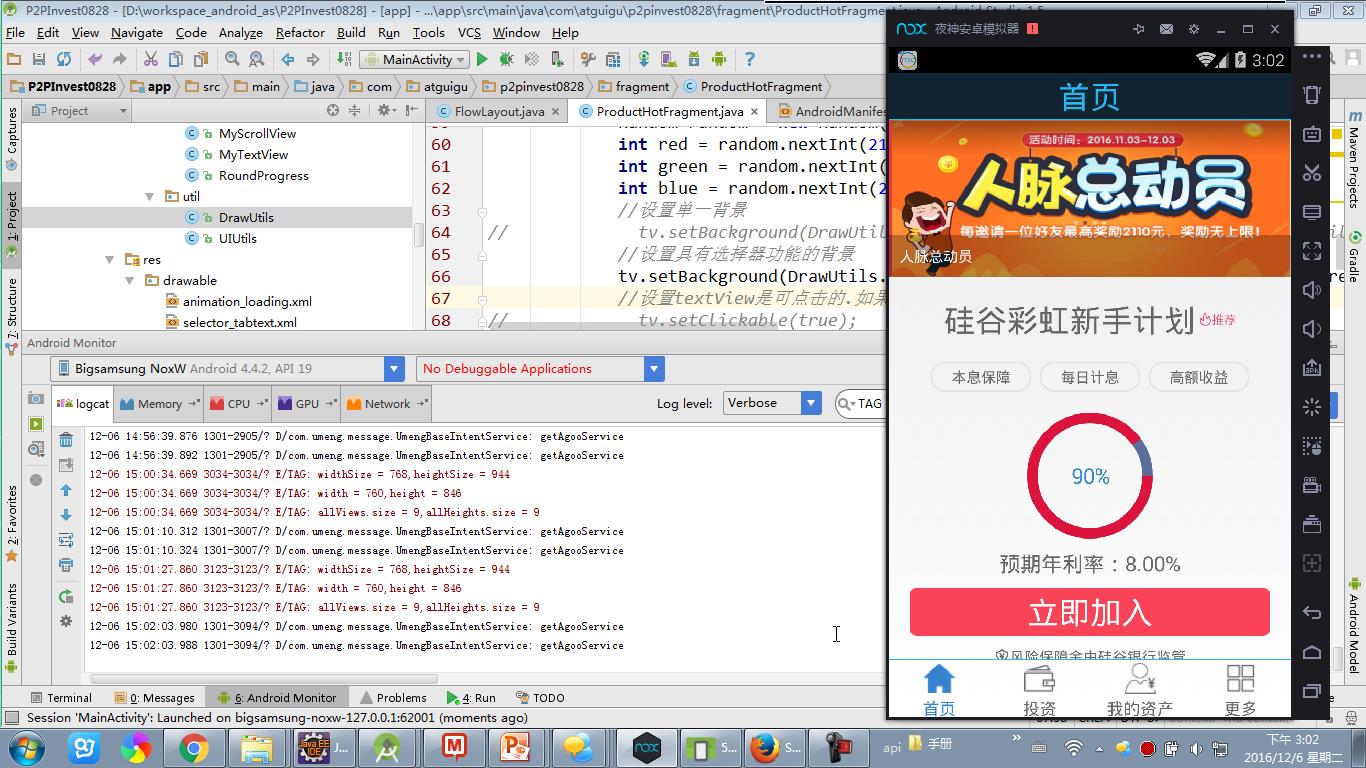 P2PInvest0828 - [D:\workspace_android_as\P2PInvest0828] - [app] - ...\app\src\main\java\com\atguigu\p2pinvest0828\fragment\ProductHotFragment.java - Android Studio 1.5
File Edit View Navigate Code Analyze Refactor Build Run Tools VCS Window Help
MainActivity
P2PInvest0828 app src main java com atguigu p2pinvest0828 fragment ProductHotFragment
Project
FlowLayout.java ProductHotFragment.java AndroidManifes
MyScrollView
MyTextView
RoundProgress
util
DrawUtils
UIUtils
res
drawable
animation_loading.xml
selector_tabtext.xml
60 int red = random.nextInt(21
61 int green = random.nextInt(
62 int blue = random.nextInt(2
63 //设置单一背景
64 // tv.setBackground(DrawUtil
65 //设置具有选择器功能的背景
66 tv.setBackground(DrawUtils.
67 //设置textView是可点击的.如果
68 // tv.setClickable(true);
Captures
1: Project
7: Structure
2: Favorites
Build Variants
Maven Projects
Gradle
Android Model
Android Monitor
Bigsamsung NoxW Android 4.4.2, API 19
No Debuggable Applications
logcat Memory CPU GPU Network
Log level: Verbose TAG
12-06 14:56:39.876 1301-2905/? D/com.umeng.message.UmengBaseIntentService: getAgooService
12-06 14:56:39.892 1301-2905/? D/com.umeng.message.UmengBaseIntentService: getAgooService
12-06 15:00:34.669 3034-3034/? E/TAG: widthSize = 768,heightSize = 944
12-06 15:00:34.669 3034-3034/? E/TAG: width = 760,height = 846
12-06 15:00:34.669 3034-3034/? E/TAG: allViews.size = 9,allHeights.size = 9
12-06 15:01:10.312 1301-3007/? D/com.umeng.message.UmengBaseIntentService: getAgooService
12-06 15:01:10.324 1301-3007/? D/com.umeng.message.UmengBaseIntentService: getAgooService
12-06 15:01:27.860 3123-3123/? E/TAG: widthSize = 768,heightSize = 944
12-06 15:01:27.860 3123-3123/? E/TAG: width = 760,height = 846
12-06 15:01:27.860 3123-3123/? E/TAG: allViews.size = 9,allHeights.size = 9
12-06 15:02:03.980 1301-3094/? D/com.umeng.message.UmengBaseIntentService: getAgooService
12-06 15:02:03.988 1301-3094/? D/com.umeng.message.UmengBaseIntentService: getAgooService
Terminal 0: Messages 6: Android Monitor Problems 4: Run TODO
Session 'MainActivity': Launched on bigsamsung-noxw-127.0.0.1:62001 (moments ago)
nox 夜神安卓模拟器
3:02
首页
活动时间：2016.11.03-12.03
人脉总动员
每邀请一位好友最高奖励2110元，奖励无上限!
人脉总动员
硅谷彩虹新手计划 推荐
本息保障 每日计息 高额收益
90%
预期年利率：8.00%
立即加入
风险保障金由硅谷银行监管
首页 投资 我的资产 更多
J... 5... S...
api 手册
下午 3:02
2016/12/6 星期二